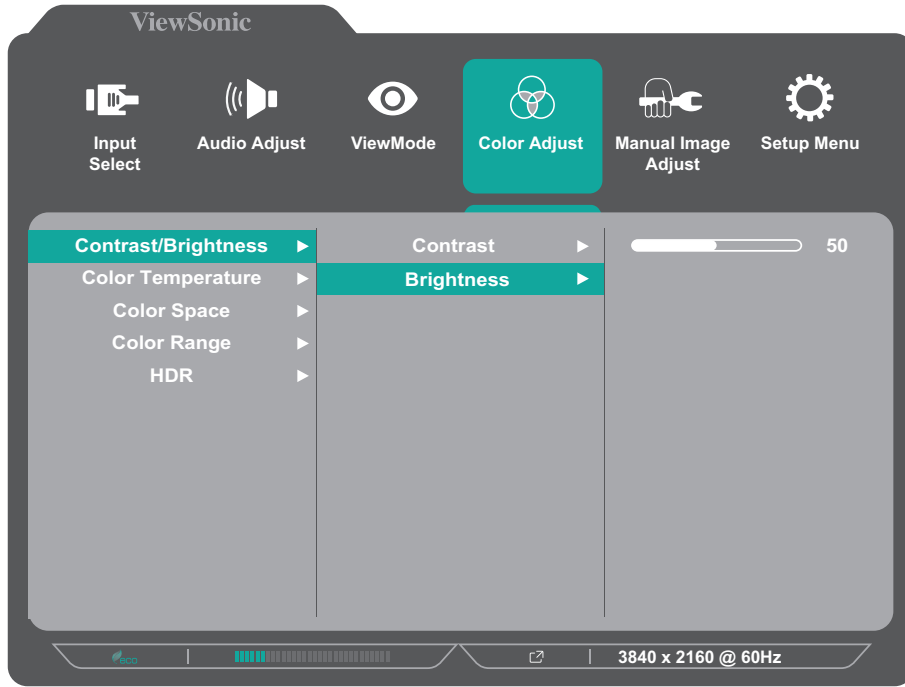 ViewSonic
Input Select
Audio Adjust
ViewMode
Color Adjust
Manual Image Adjust
Setup Menu
Contrast/Brightness
Contrast
50
Color Temperature
Brightness
Color Space
Color Range
HDR
eco
3840 x 2160 @ 60Hz